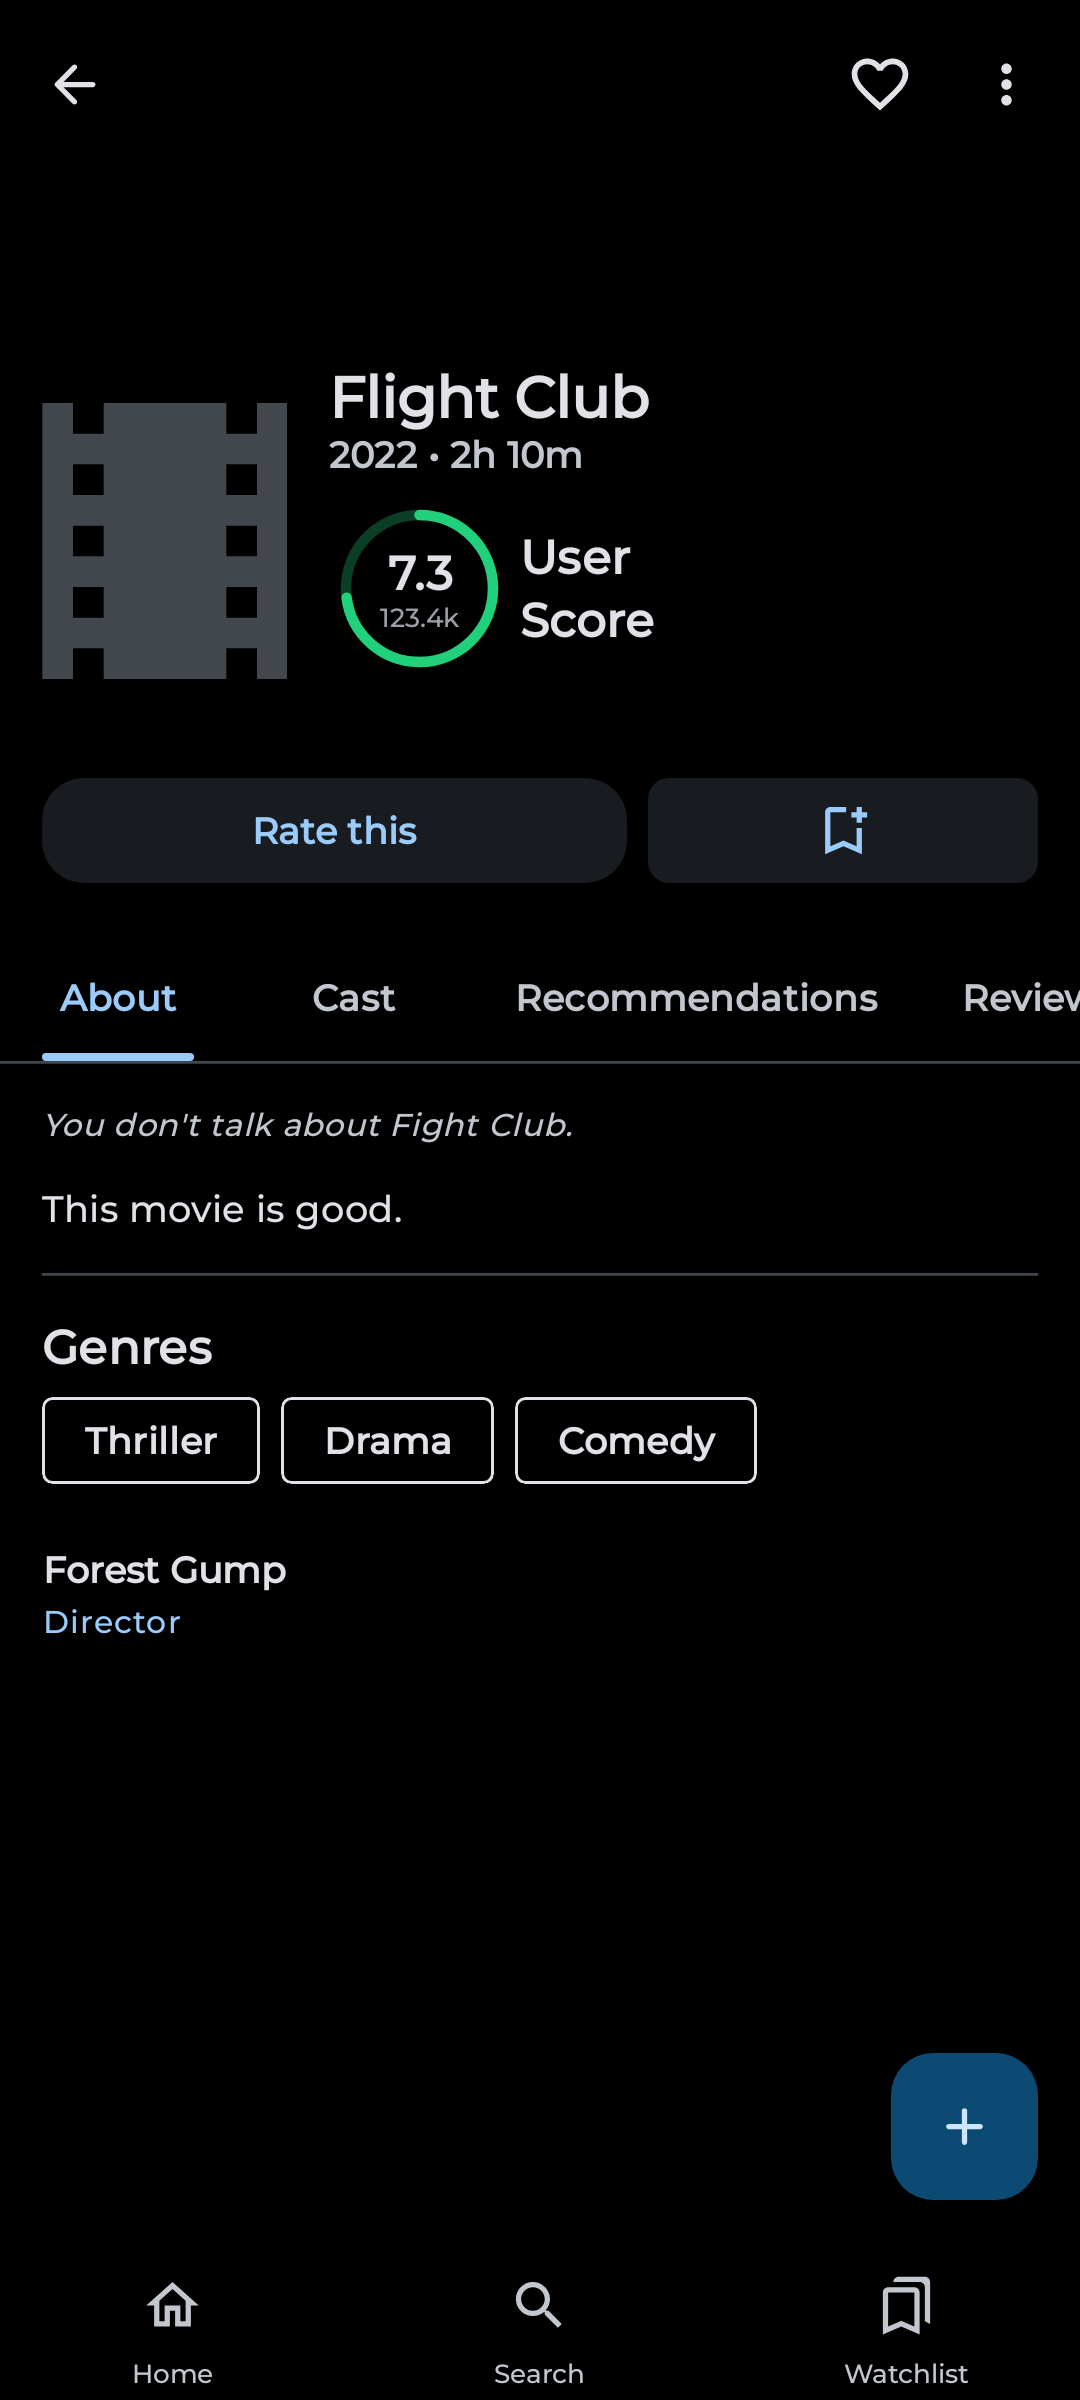 Flight Club
2022 • 2h 10m
7.3
123.4k
User
Score
Rate this
About
Cast
Recommendations
Review
You don't talk about Fight Club.
This movie is good.
Genres
Thriller
Drama
Comedy
Forest Gump
Director
Home
Search
Watchlist